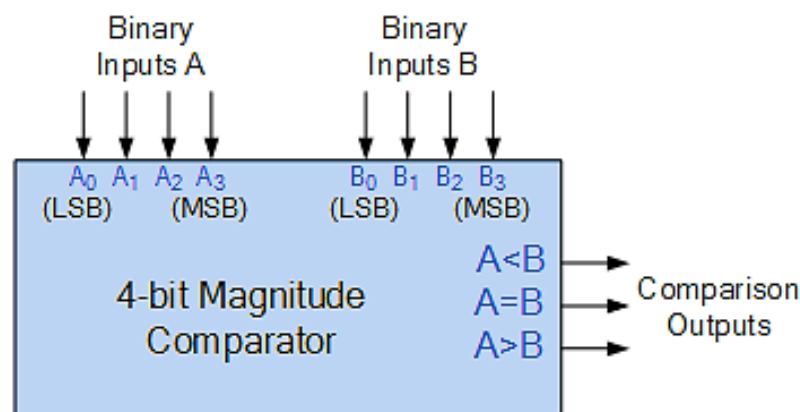 Binary
Inputs A
Binary
Inputs B
A₀ A₁ A₂ A₃
B₀ B₁ B₂ B₃
(LSB) (MSB)
(LSB) (MSB)
4-bit Magnitude
Comparator
A<B
A=B
A>B
Comparison
Outputs